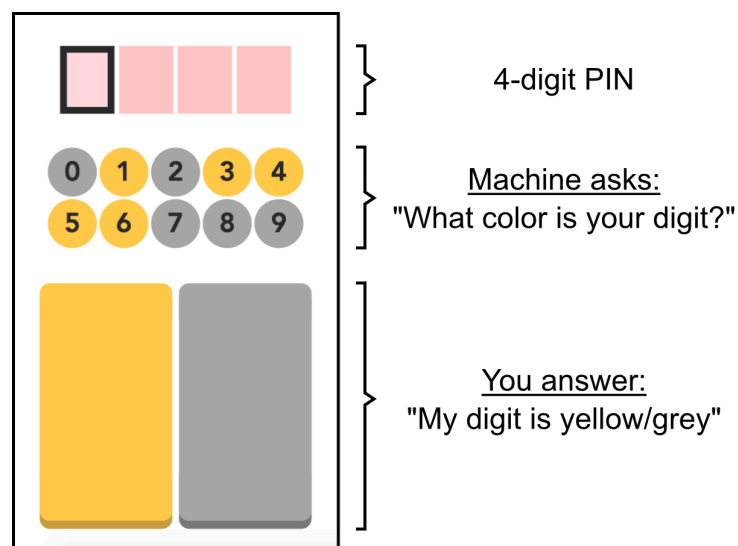 4-digit PIN
0 1 2 3 4
5 6 7 8 9
Machine asks:
"What color is your digit?"
You answer:
"My digit is yellow/grey"